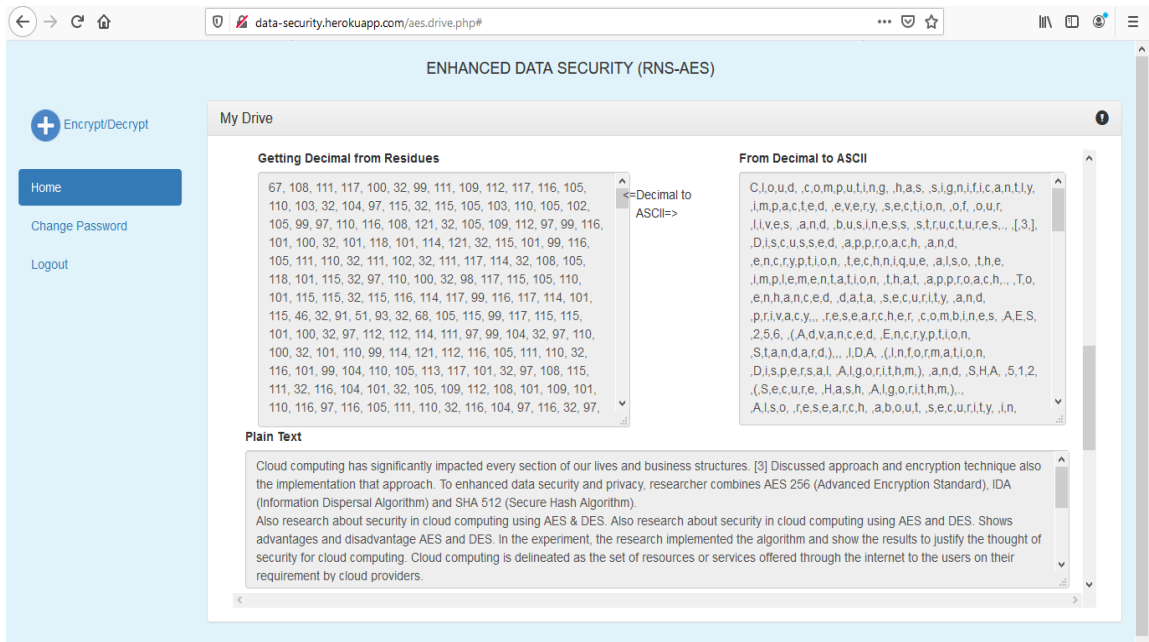 data-security.herokuapp.com/aes.drive.php#
ENHANCED DATA SECURITY (RNS-AES)
Encrypt/Decrypt
Home
Change Password
Logout
My Drive
Getting Decimal from Residues
67, 108, 111, 117, 100, 32, 99, 111, 109, 112, 117, 116, 105,
110, 103, 32, 104, 97, 115, 32, 115, 105, 103, 110, 105, 102,
105, 99, 97, 110, 116, 108, 121, 32, 105, 109, 112, 97, 99, 116,
101, 100, 32, 101, 118, 101, 114, 121, 32, 115, 101, 99, 116,
105, 111, 110, 32, 111, 102, 32, 111, 117, 114, 32, 108, 105,
118, 101, 115, 32, 97, 110, 100, 32, 98, 117, 115, 105, 110,
101, 115, 115, 32, 115, 116, 114, 117, 99, 116, 117, 114, 101,
115, 46, 32, 91, 51, 93, 32, 68, 105, 115, 99, 117, 115, 115,
101, 100, 32, 97, 112, 112, 114, 111, 97, 99, 104, 32, 97, 110,
100, 32, 101, 110, 99, 114, 121, 112, 116, 105, 111, 110, 32,
116, 101, 99, 104, 110, 105, 113, 117, 101, 32, 97, 108, 115,
111, 32, 116, 104, 101, 32, 105, 109, 112, 108, 101, 109, 101,
110, 116, 97, 116, 105, 111, 110, 32, 116, 104, 97, 116, 32, 97,
<=Decimal to
ASCII=>
From Decimal to ASCII
C,l,o,u,d, ,c,o,m,p,u,t,i,n,g, ,h,a,s, ,s,i,g,n,i,f,i,c,a,n,t,l,y,
,i,m,p,a,c,t,e,d, ,e,v,e,r,y, ,s,e,c,t,i,o,n, ,o,f, ,o,u,r,
,l,i,v,e,s, ,a,n,d, ,b,u,s,i,n,e,s,s, ,s,t,r,u,c,t,u,r,e,s,., ,[,3,],
,D,i,s,c,u,s,s,e,d, ,a,p,p,r,o,a,c,h, ,a,n,d,
,e,n,c,r,y,p,t,i,o,n, ,t,e,c,h,n,i,q,u,e, ,a,l,s,o, ,t,h,e,
,i,m,p,l,e,m,e,n,t,a,t,i,o,n, ,t,h,a,t, ,a,p,p,r,o,a,c,h,., ,T,o,
,e,n,h,a,n,c,e,d, ,d,a,t,a, ,s,e,c,u,r,i,t,y, ,a,n,d,
,p,r,i,v,a,c,y,,, ,r,e,s,e,a,r,c,h,e,r, ,c,o,m,b,i,n,e,s, ,A,E,S,
,2,5,6, ,(,A,d,v,a,n,c,e,d, ,E,n,c,r,y,p,t,i,o,n,
,S,t,a,n,d,a,r,d,),,, ,I,D,A, ,(,I,n,f,o,r,m,a,t,i,o,n,
,D,i,s,p,e,r,s,a,l, ,A,l,g,o,r,i,t,h,m,), ,a,n,d, ,S,H,A, ,5,1,2,
,(,S,e,c,u,r,e, ,H,a,s,h, ,A,l,g,o,r,i,t,h,m,),.,
,A,l,s,o, ,r,e,s,e,a,r,c,h, ,a,b,o,u,t, ,s,e,c,u,r,i,t,y, ,i,n,
Plain Text
Cloud computing has significantly impacted every section of our lives and business structures. [3] Discussed approach and encryption technique also
the implementation that approach. To enhanced data security and privacy, researcher combines AES 256 (Advanced Encryption Standard), IDA
(Information Dispersal Algorithm) and SHA 512 (Secure Hash Algorithm).
Also research about security in cloud computing using AES & DES. Also research about security in cloud computing using AES and DES. Shows
advantages and disadvantage AES and DES. In the experiment, the research implemented the algorithm and show the results to justify the thought of
security for cloud computing. Cloud computing is delineated as the set of resources or services offered through the internet to the users on their
requirement by cloud providers.